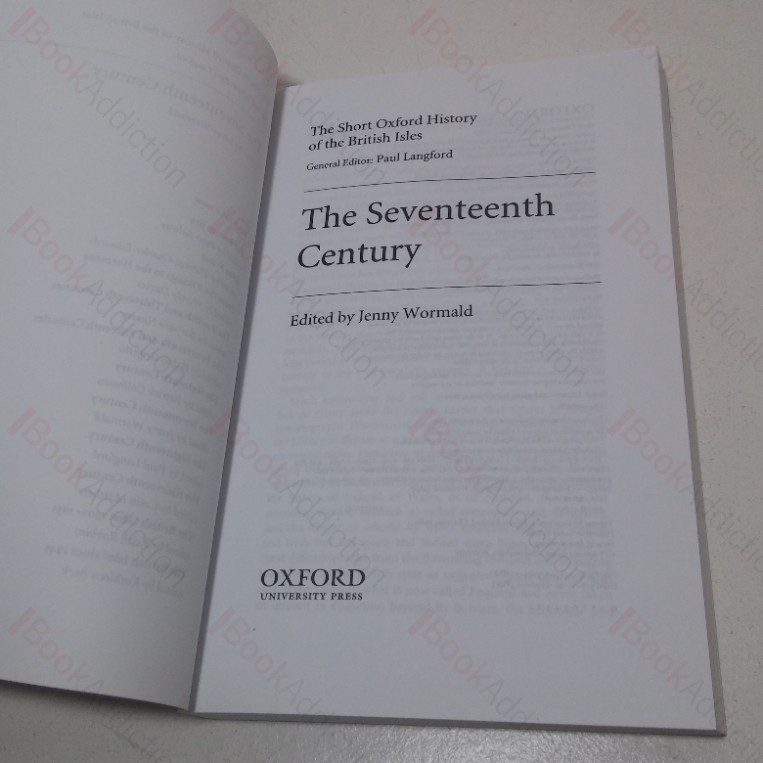 The Short Oxford History
of the British Isles
General Editor: Paul Langford
The Seventeenth
Century
Edited by Jenny Wormald
OXFORD
UNIVERSITY PRESS
BookAddiction